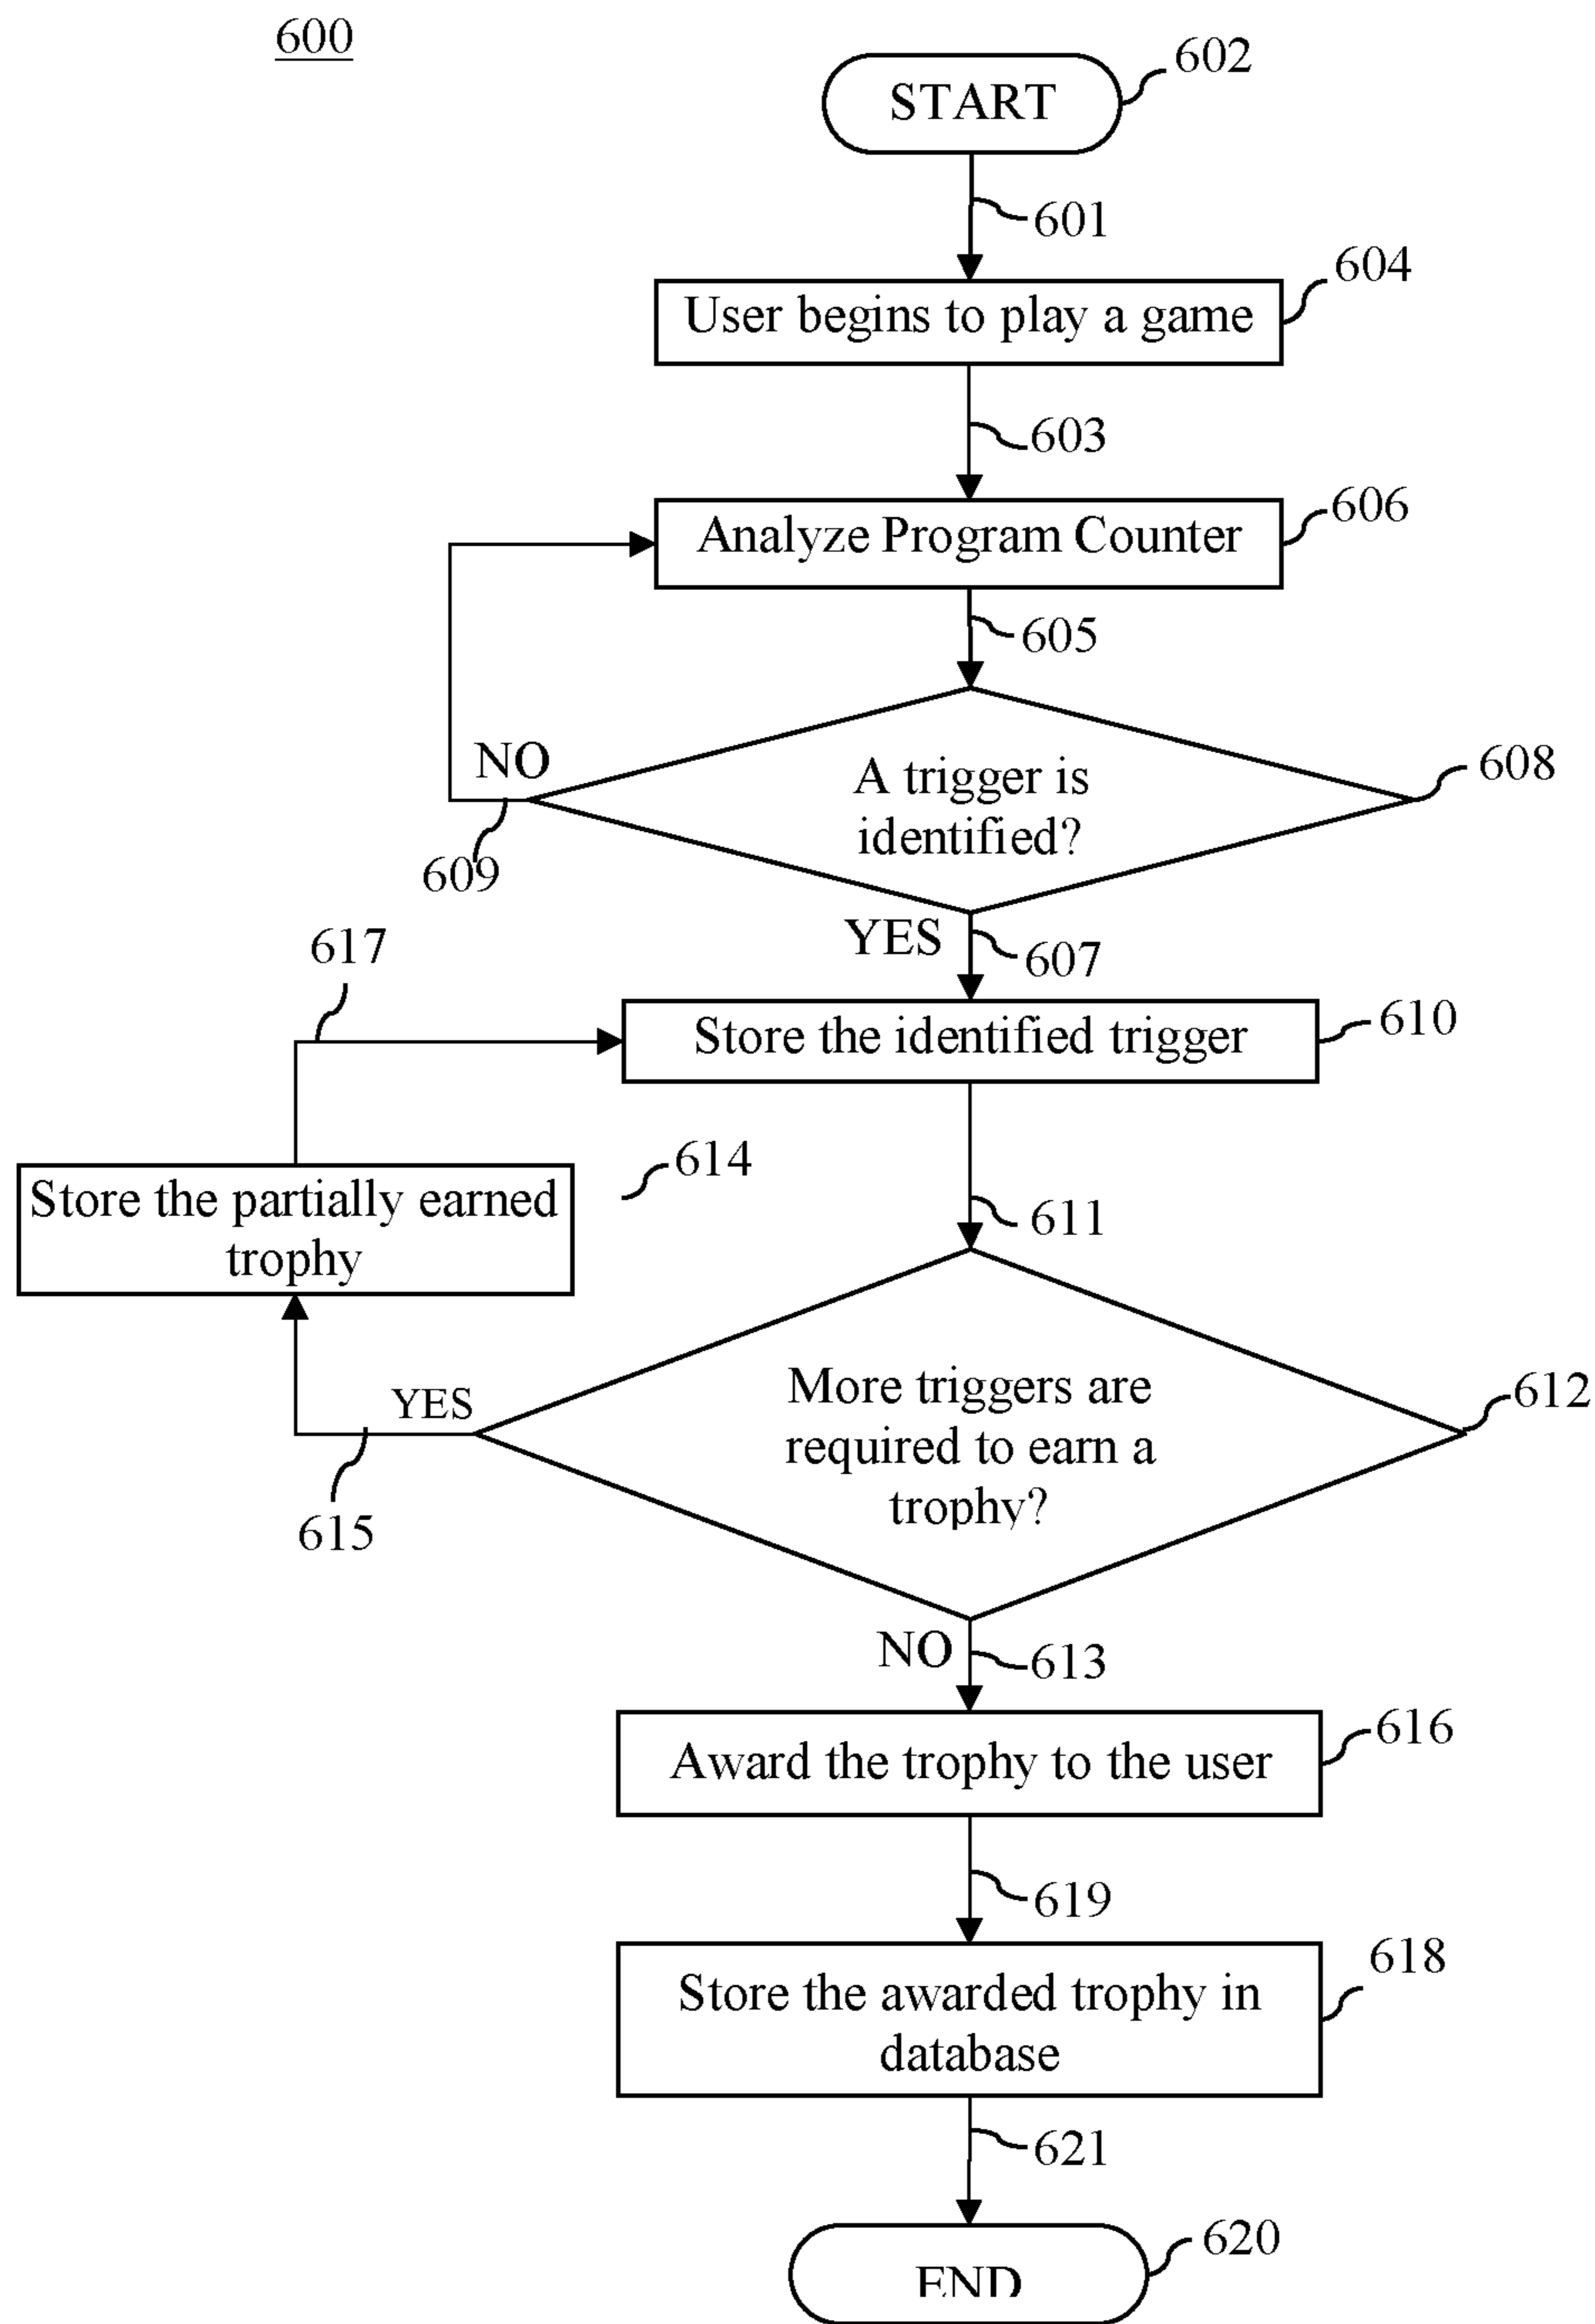 600
START
602
601
User begins to play a game
604
603
Analyze Program Counter
606
605
NO
A trigger is
identified?
608
609
YES
607
617
Store the identified trigger
610
Store the partially earned
trophy
614
611
YES
More triggers are
required to earn a
trophy?
612
615
NO
613
Award the trophy to the user
616
619
Store the awarded trophy in
database
618
621
END
620